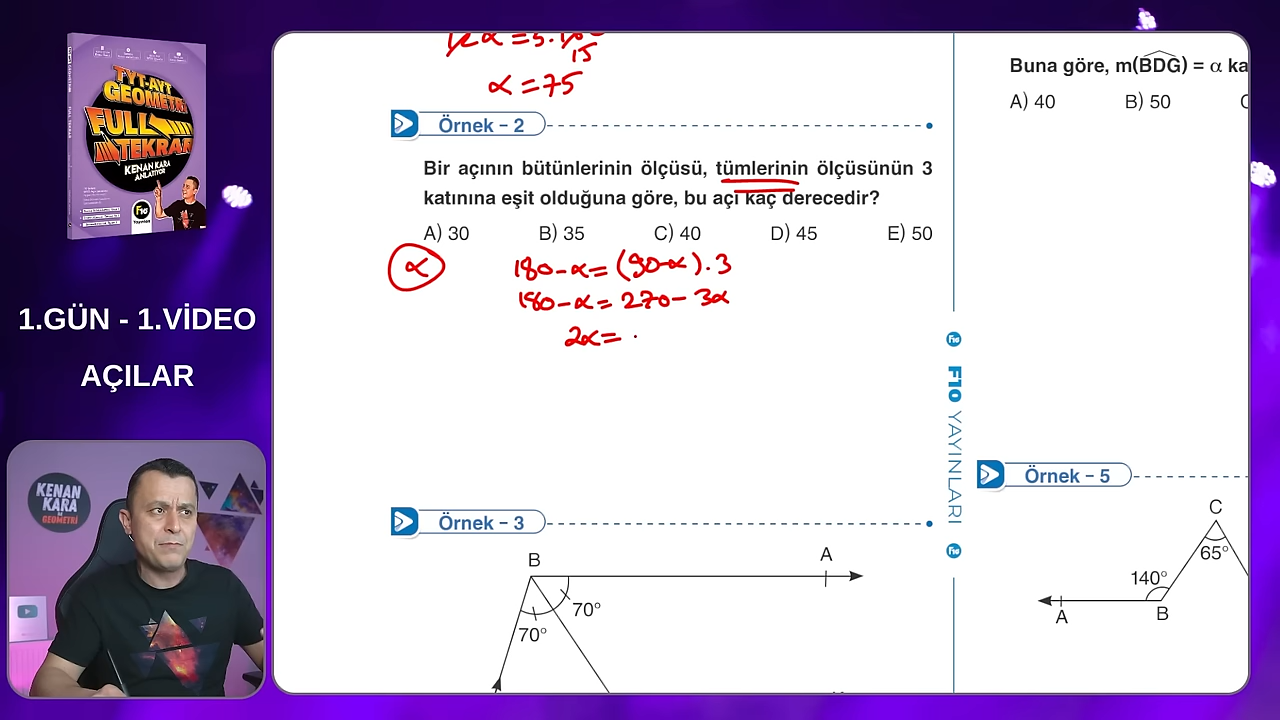 TYT-AYT
GEOMETRİ
FULL
TEKRAR
KENAN KARA
ANLATIYOR
F10
Yayınları
1.GÜN - 1.VİDEO
AÇILAR
KENAN
KARA
GEOMETRİ
α = 75
Örnek – 2
Bir açının bütünlerinin ölçüsü, tümlerinin ölçüsünün 3
katınına eşit olduğuna göre, bu açı kaç derecedir?
A) 30 B) 35 C) 40 D) 45 E) 50
α
180-α=(90-α).3
180-α=270-3α
2α=
Örnek – 3
B
A
70°
70°
F10 YAYINLARI F10
Buna göre, m(BDG) = α ka
A) 40 B) 50
Örnek – 5
C
65°
140°
A
B